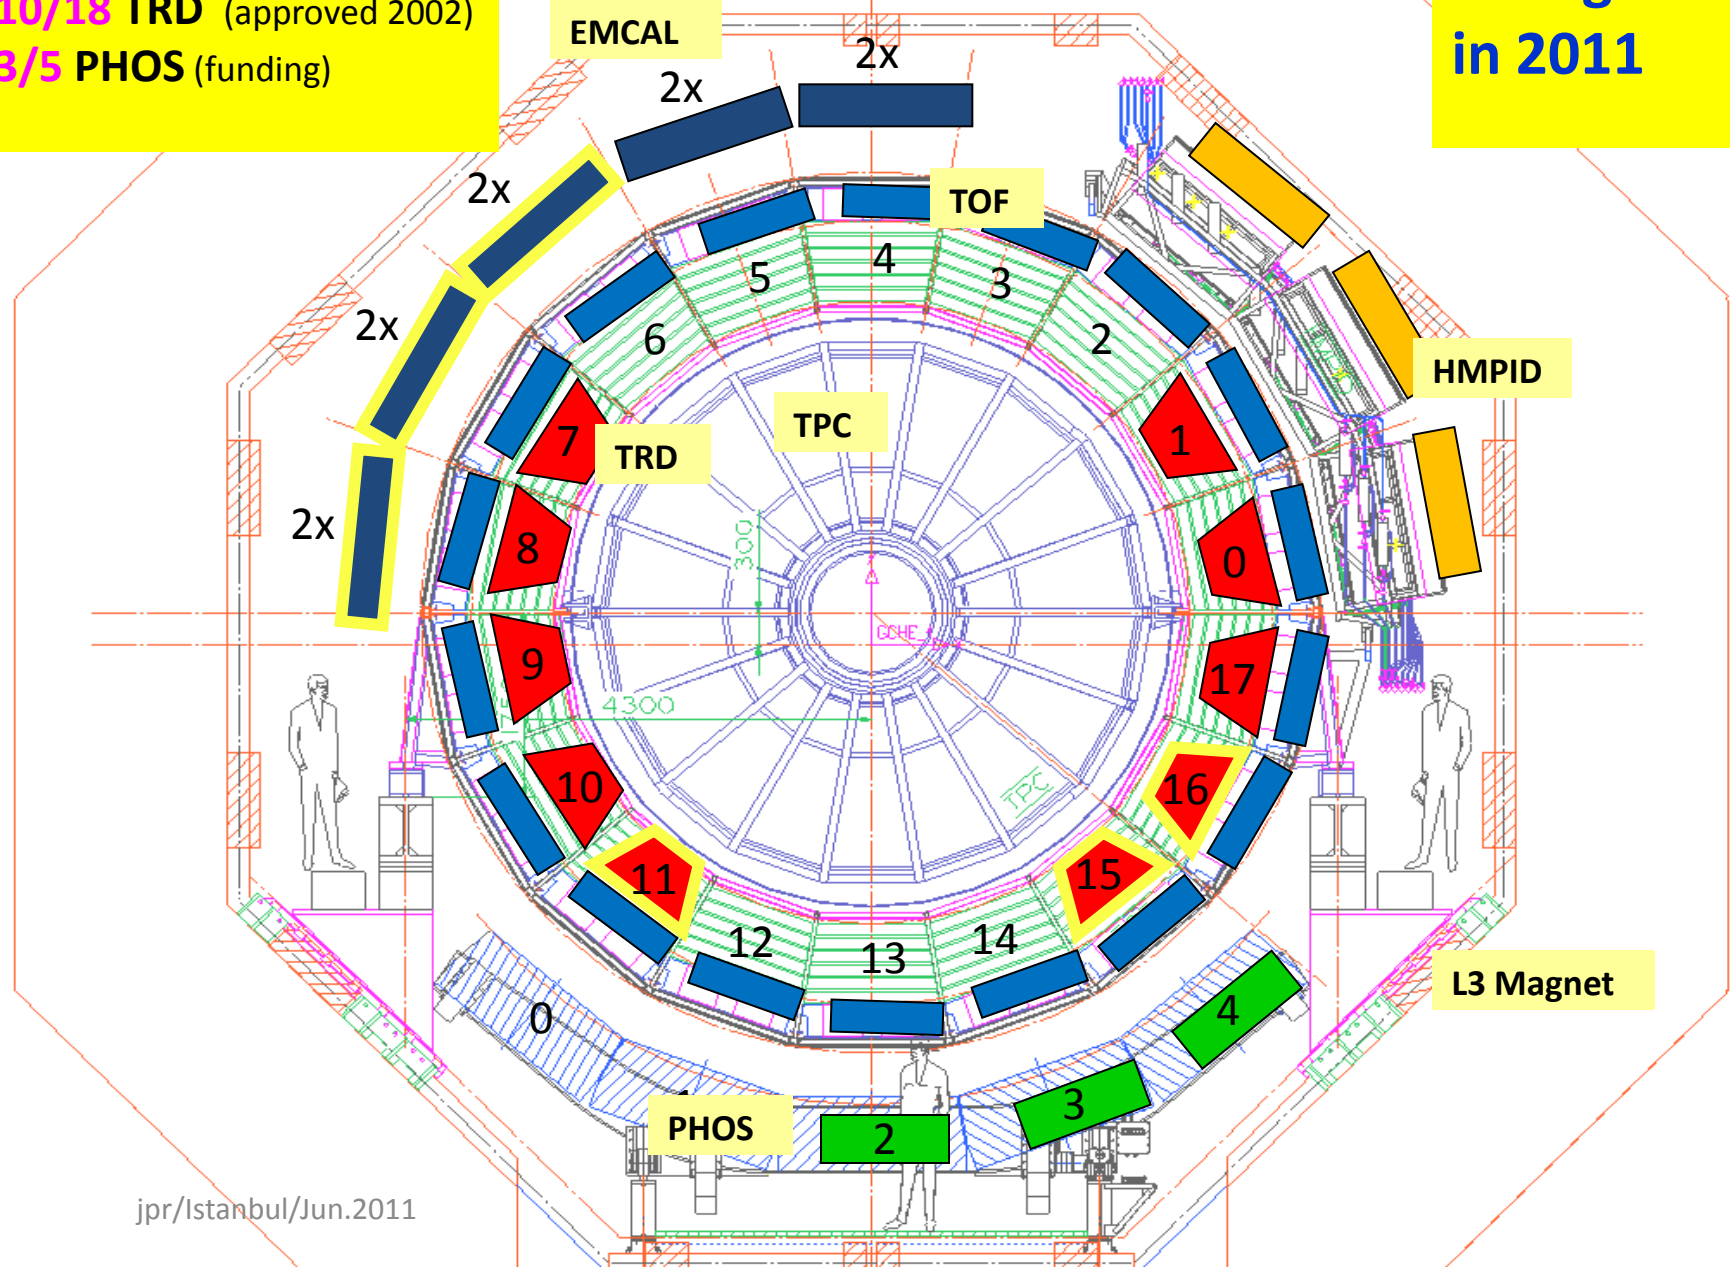 10/18 TRD (approved 2002)
3/5 PHOS (funding)
in 2011
EMCAL
2x
2x
2x
2x
2x
TOF
HMPID
TPC
TRD
4
3
5
2
6
1
7
0
8
9
17
10
16
11
15
12
13
14
300
4300
TPC
L3 Magnet
0
4
3
2
PHOS
jpr/Istanbul/Jun.2011